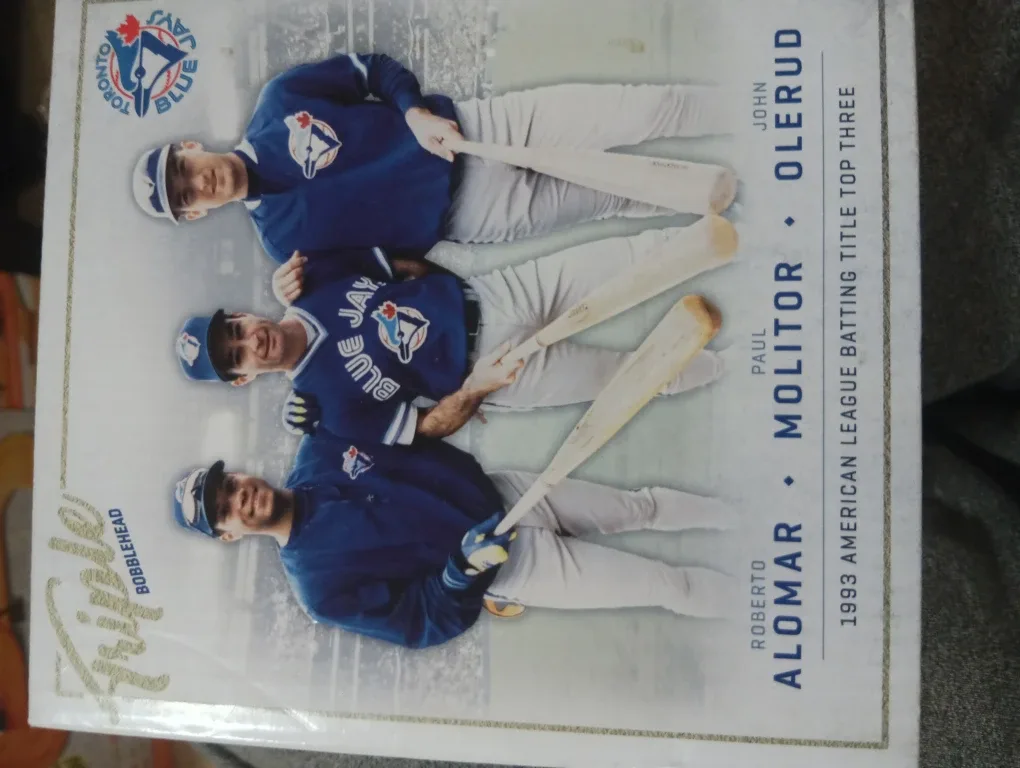 Triple
BOBBLEHEAD
TORONTO
BLUE JAYS
BLUE JAYS
ROBERTO PAUL JOHN
ALOMAR • MOLITOR • OLERUD
1993 AMERICAN LEAGUE BATTING TITLE TOP THREE